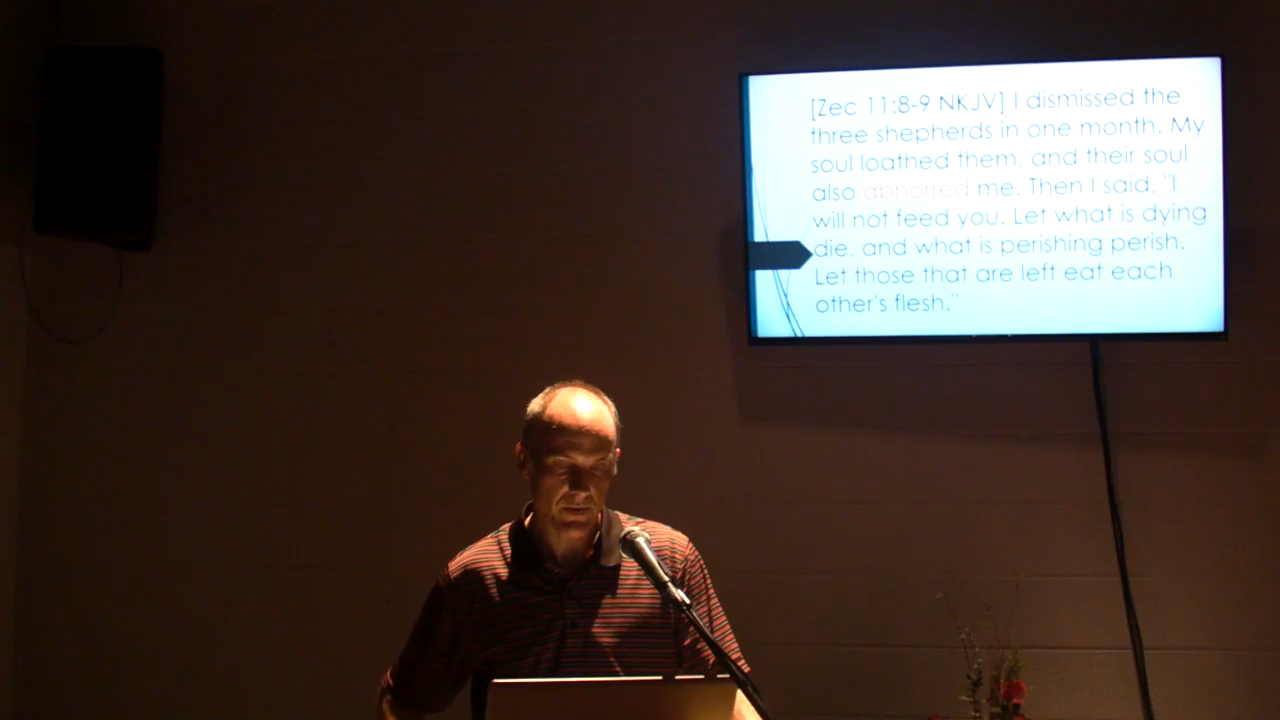 [Zec 11:8-9 NKJV] I dismissed the
three shepherds in one month. My
soul loathed them, and their soul
also abhorred me. Then I said, "I
will not feed you. Let what is dying
die, and what is perishing perish.
Let those that are left eat each
other's flesh."